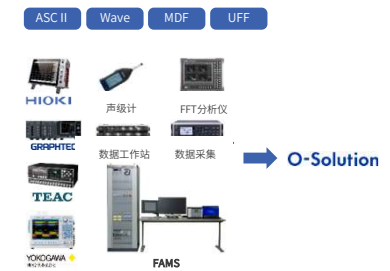 ASC II Wave MDF UFF
HIOKI 声级计 FFT分析仪
GRAPHTEC 数据工作站 数据采集
O-Solution
TEAC
YOKOGAWA
FAMS